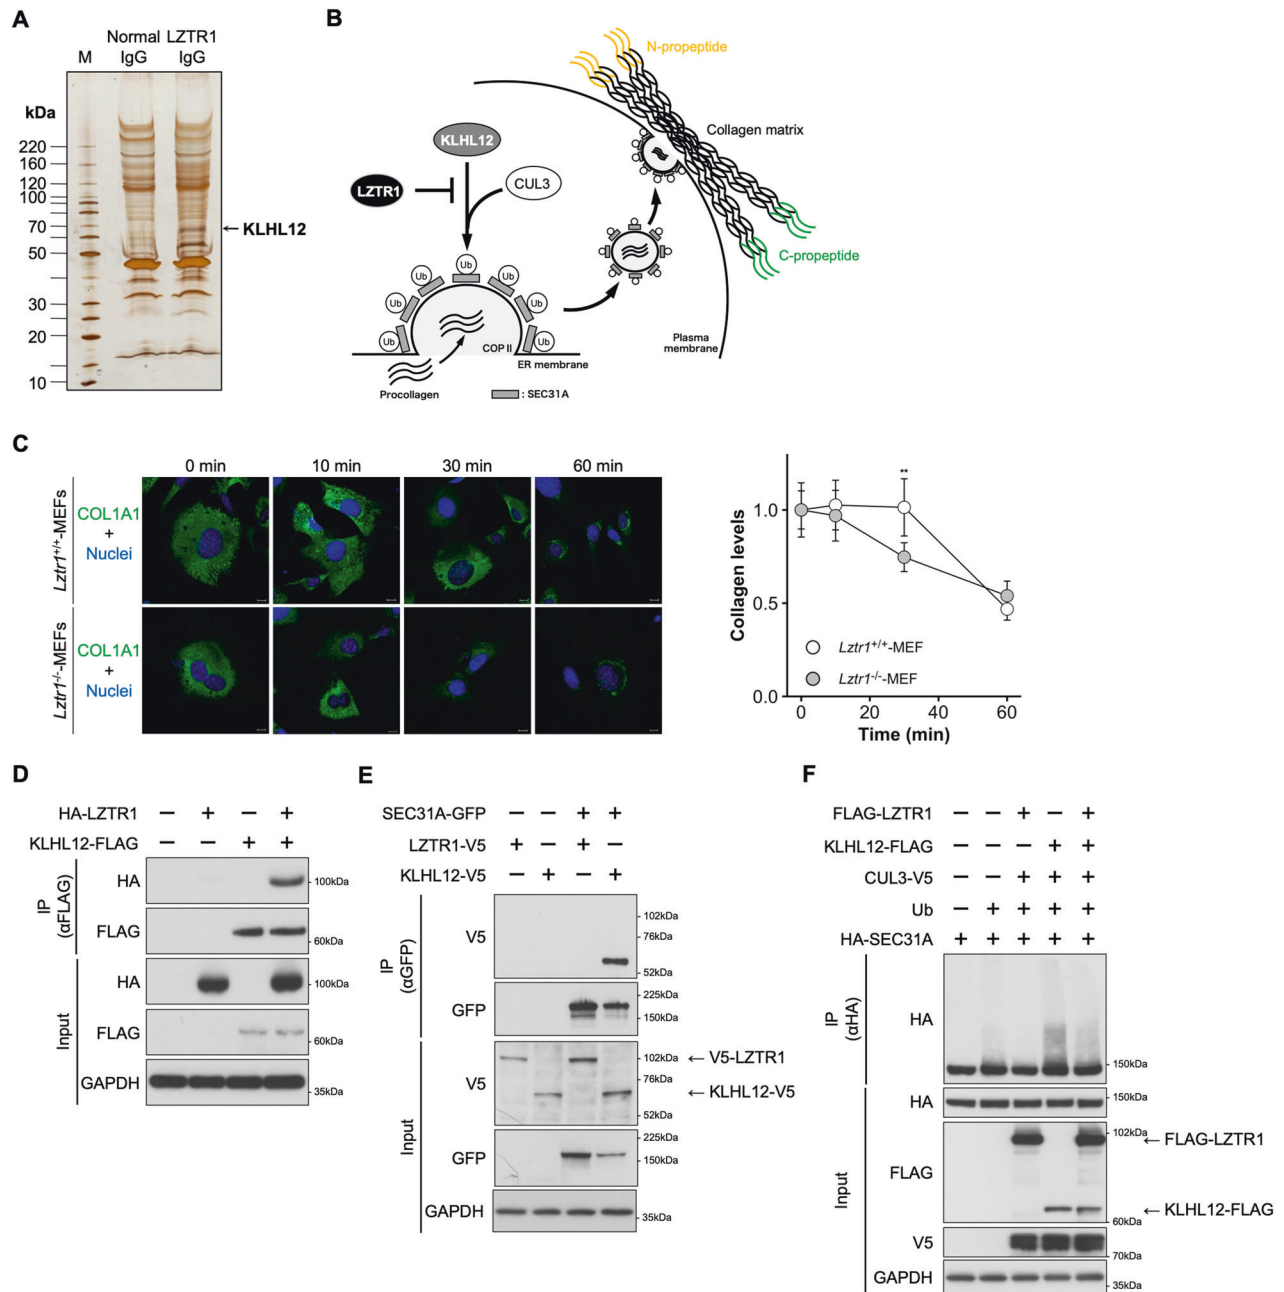 A
Normal LZTR1
M IgG IgG
kDa
220
160
120
100
70
50
30
20
10
← KLHL12
B
N-propeptide
Collagen matrix
KLHL12
LZTR1
CUL3
C-propeptide
Ub
Ub Ub
Ub Ub
Ub Ub
COP II
Plasma
membrane
ER membrane
Procollagen
: SEC31A
C
0 min 10 min 30 min 60 min
Lztr1+/+-MEFs
COL1A1
+
Nuclei
Lztr1-/--MEFs
COL1A1
+
Nuclei
Collagen levels
1.0
0.5
0.0
**
Lztr1+/+-MEF
Lztr1-/--MEF
0 20 40 60
Time (min)
D
HA-LZTR1 − + − +
KLHL12-FLAG − − + +
IP
(αFLAG)
HA - 100kDa
FLAG - 60kDa
Input
HA - 100kDa
FLAG - 60kDa
GAPDH - 35kDa
E
SEC31A-GFP − − + +
LZTR1-V5 + − + −
KLHL12-V5 − + − +
IP
(αGFP)
V5 - 102kDa
- 76kDa
- 52kDa
GFP - 225kDa
- 150kDa
Input
V5 - 102kDa ← V5-LZTR1
- 76kDa ← KLHL12-V5
- 52kDa
GFP - 225kDa
- 150kDa
GAPDH - 35kDa
F
FLAG-LZTR1 − − + − +
KLHL12-FLAG − − − + +
CUL3-V5 − − + + +
Ub − + + + +
HA-SEC31A + + + + +
IP
(αHA)
HA - 150kDa
Input
HA - 150kDa
FLAG - 102kDa ← FLAG-LZTR1
- 60kDa ← KLHL12-FLAG
V5 - 70kDa
GAPDH - 35kDa